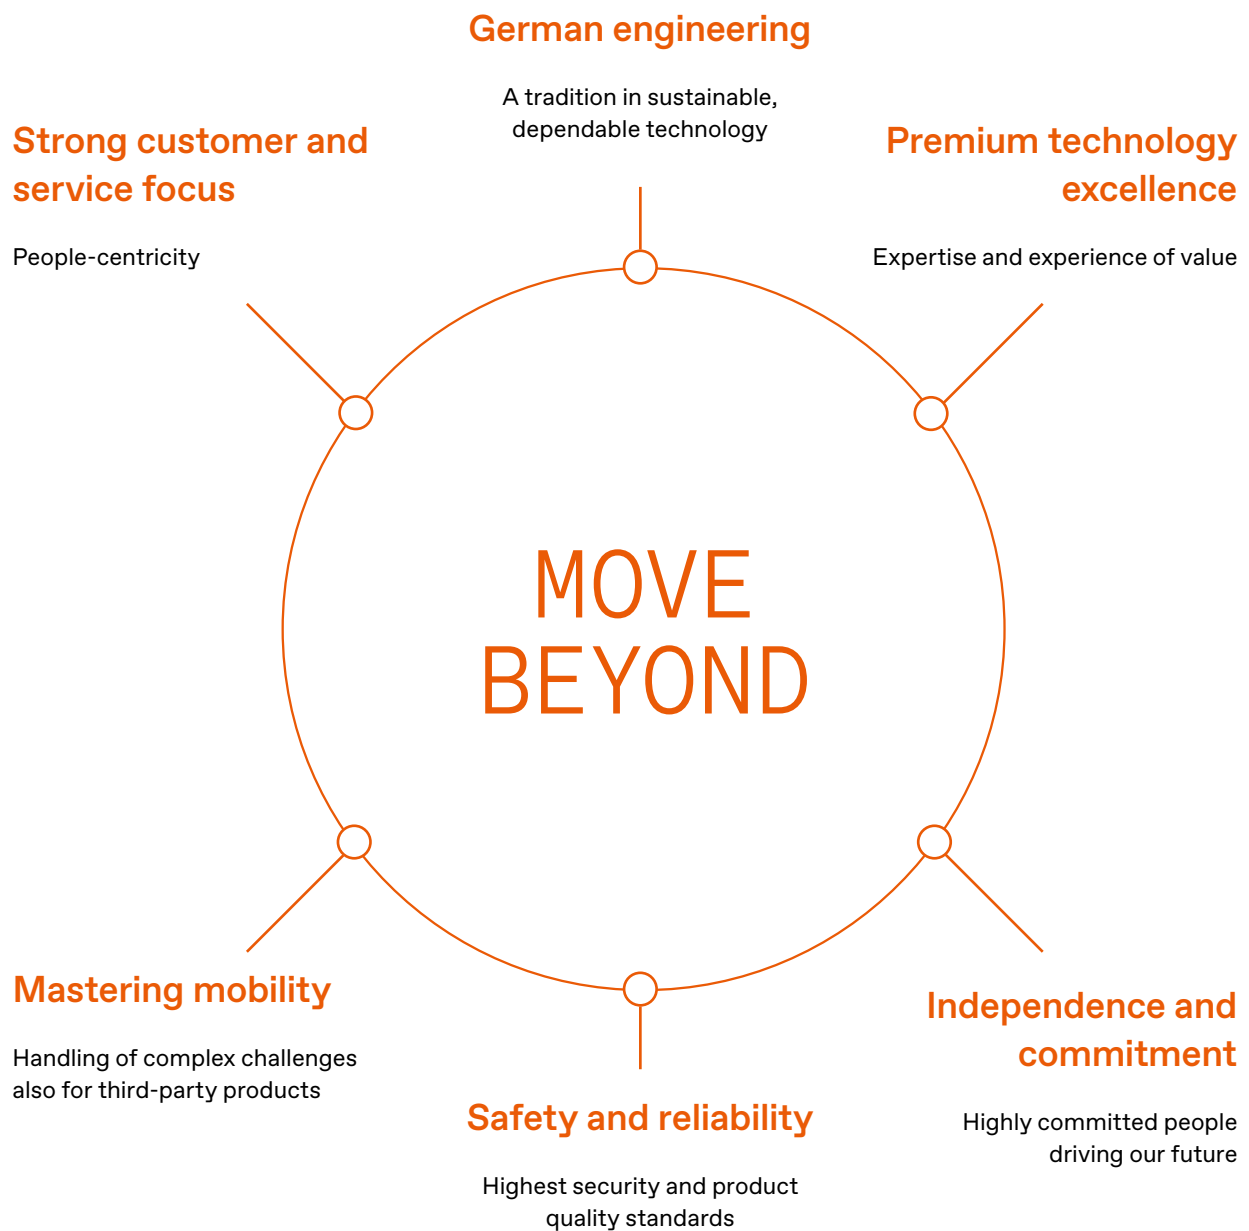 German engineering
A tradition in sustainable,
dependable technology
Strong customer and
service focus
People-centricity
Premium technology
excellence
Expertise and experience of value
MOVE
BEYOND
Mastering mobility
Handling of complex challenges
also for third-party products
Safety and reliability
Highest security and product
quality standards
Independence and
commitment
Highly committed people
driving our future